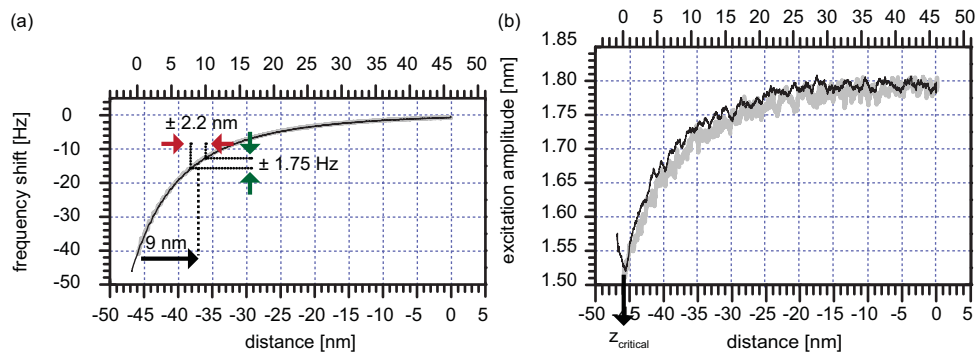 (a)
0 5 10 15 20 25 30 35 40 45 50
0
-10
-20
-30
-40
-50
frequency shift [Hz]
± 2.2 nm
± 1.75 Hz
9 nm
-50 -45 -40 -35 -30 -25 -20 -15 -10 -5 0 5
distance [nm]
(b)
0 5 10 15 20 25 30 35 40 45 50
1.85
1.80
1.75
1.70
1.65
1.60
1.55
1.50
excitation amplitude [nm]
-50 -45 -40 -35 -30 -25 -20 -15 -10 -5 0 5
zcritical
distance [nm]